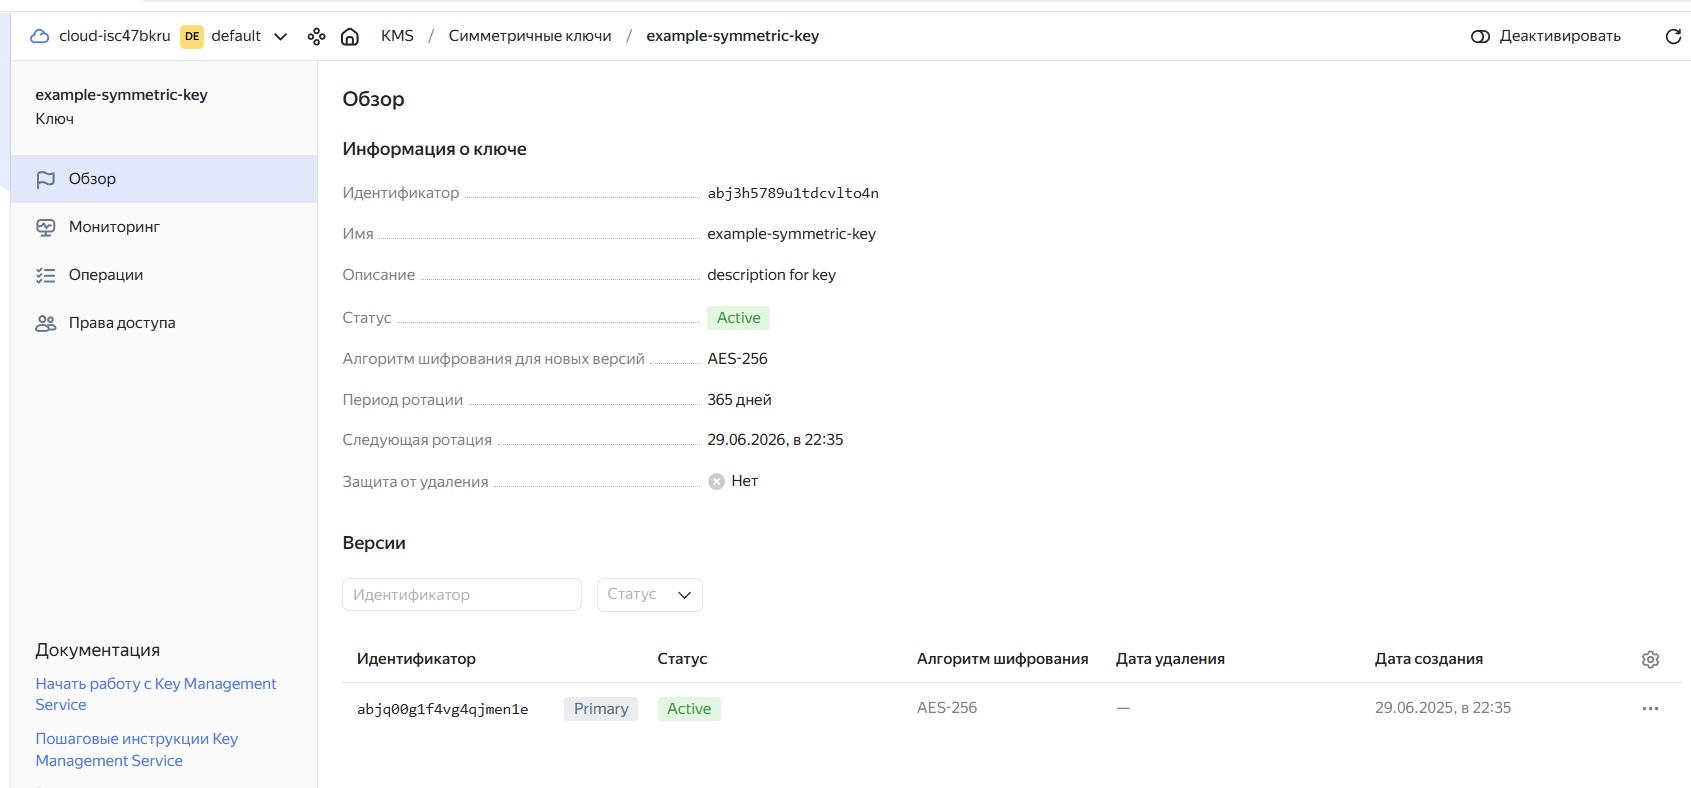 cloud-isc47bkru DE default KMS / Симметричные ключи / example-symmetric-key Деактивировать
example-symmetric-key
Ключ
Обзор
Мониторинг
Операции
Права доступа
Документация
Начать работу с Key Management
Service
Пошаговые инструкции Key
Management Service
Обзор
Информация о ключе
Идентификатор abj3h5789u1tdcvlto4n
Имя example-symmetric-key
Описание description for key
Статус Active
Алгоритм шифрования для новых версий AES-256
Период ротации 365 дней
Следующая ротация 29.06.2026, в 22:35
Защита от удаления Нет
Версии
Идентификатор Статус
Идентификатор Статус Алгоритм шифрования Дата удаления Дата создания
abjq00g1f4vg4qjmen1e Primary Active AES-256 — 29.06.2025, в 22:35